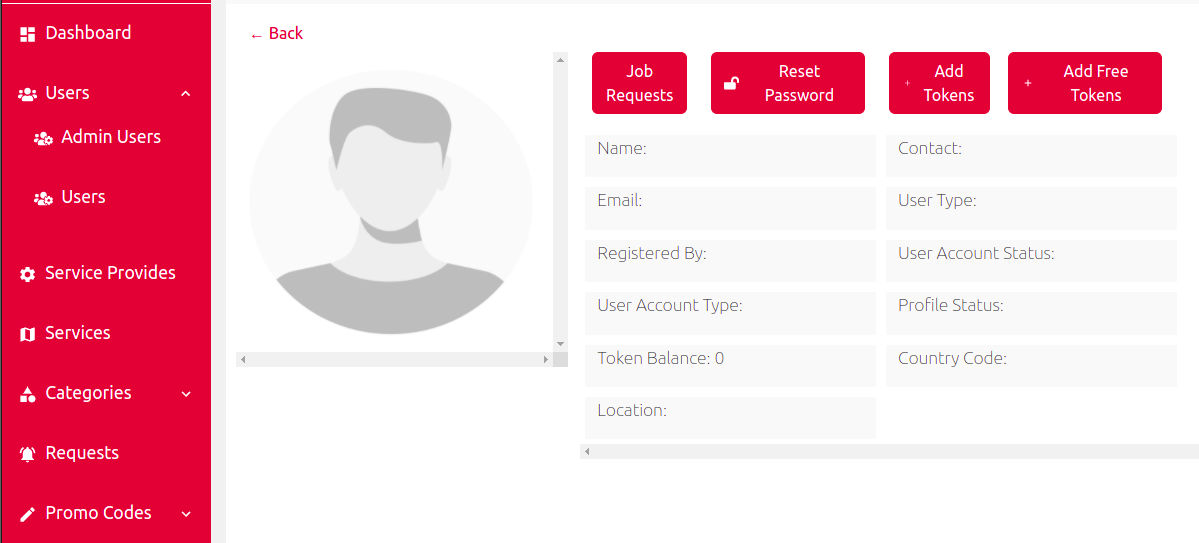 Dashboard
Users
Admin Users
Users
Service Provides
Services
Categories
Requests
Promo Codes
← Back
Job
Requests
Reset
Password
+ Add
Tokens
+ Add Free
Tokens
Name:
Contact:
Email:
User Type:
Registered By:
User Account Status:
User Account Type:
Profile Status:
Token Balance: 0
Country Code:
Location: